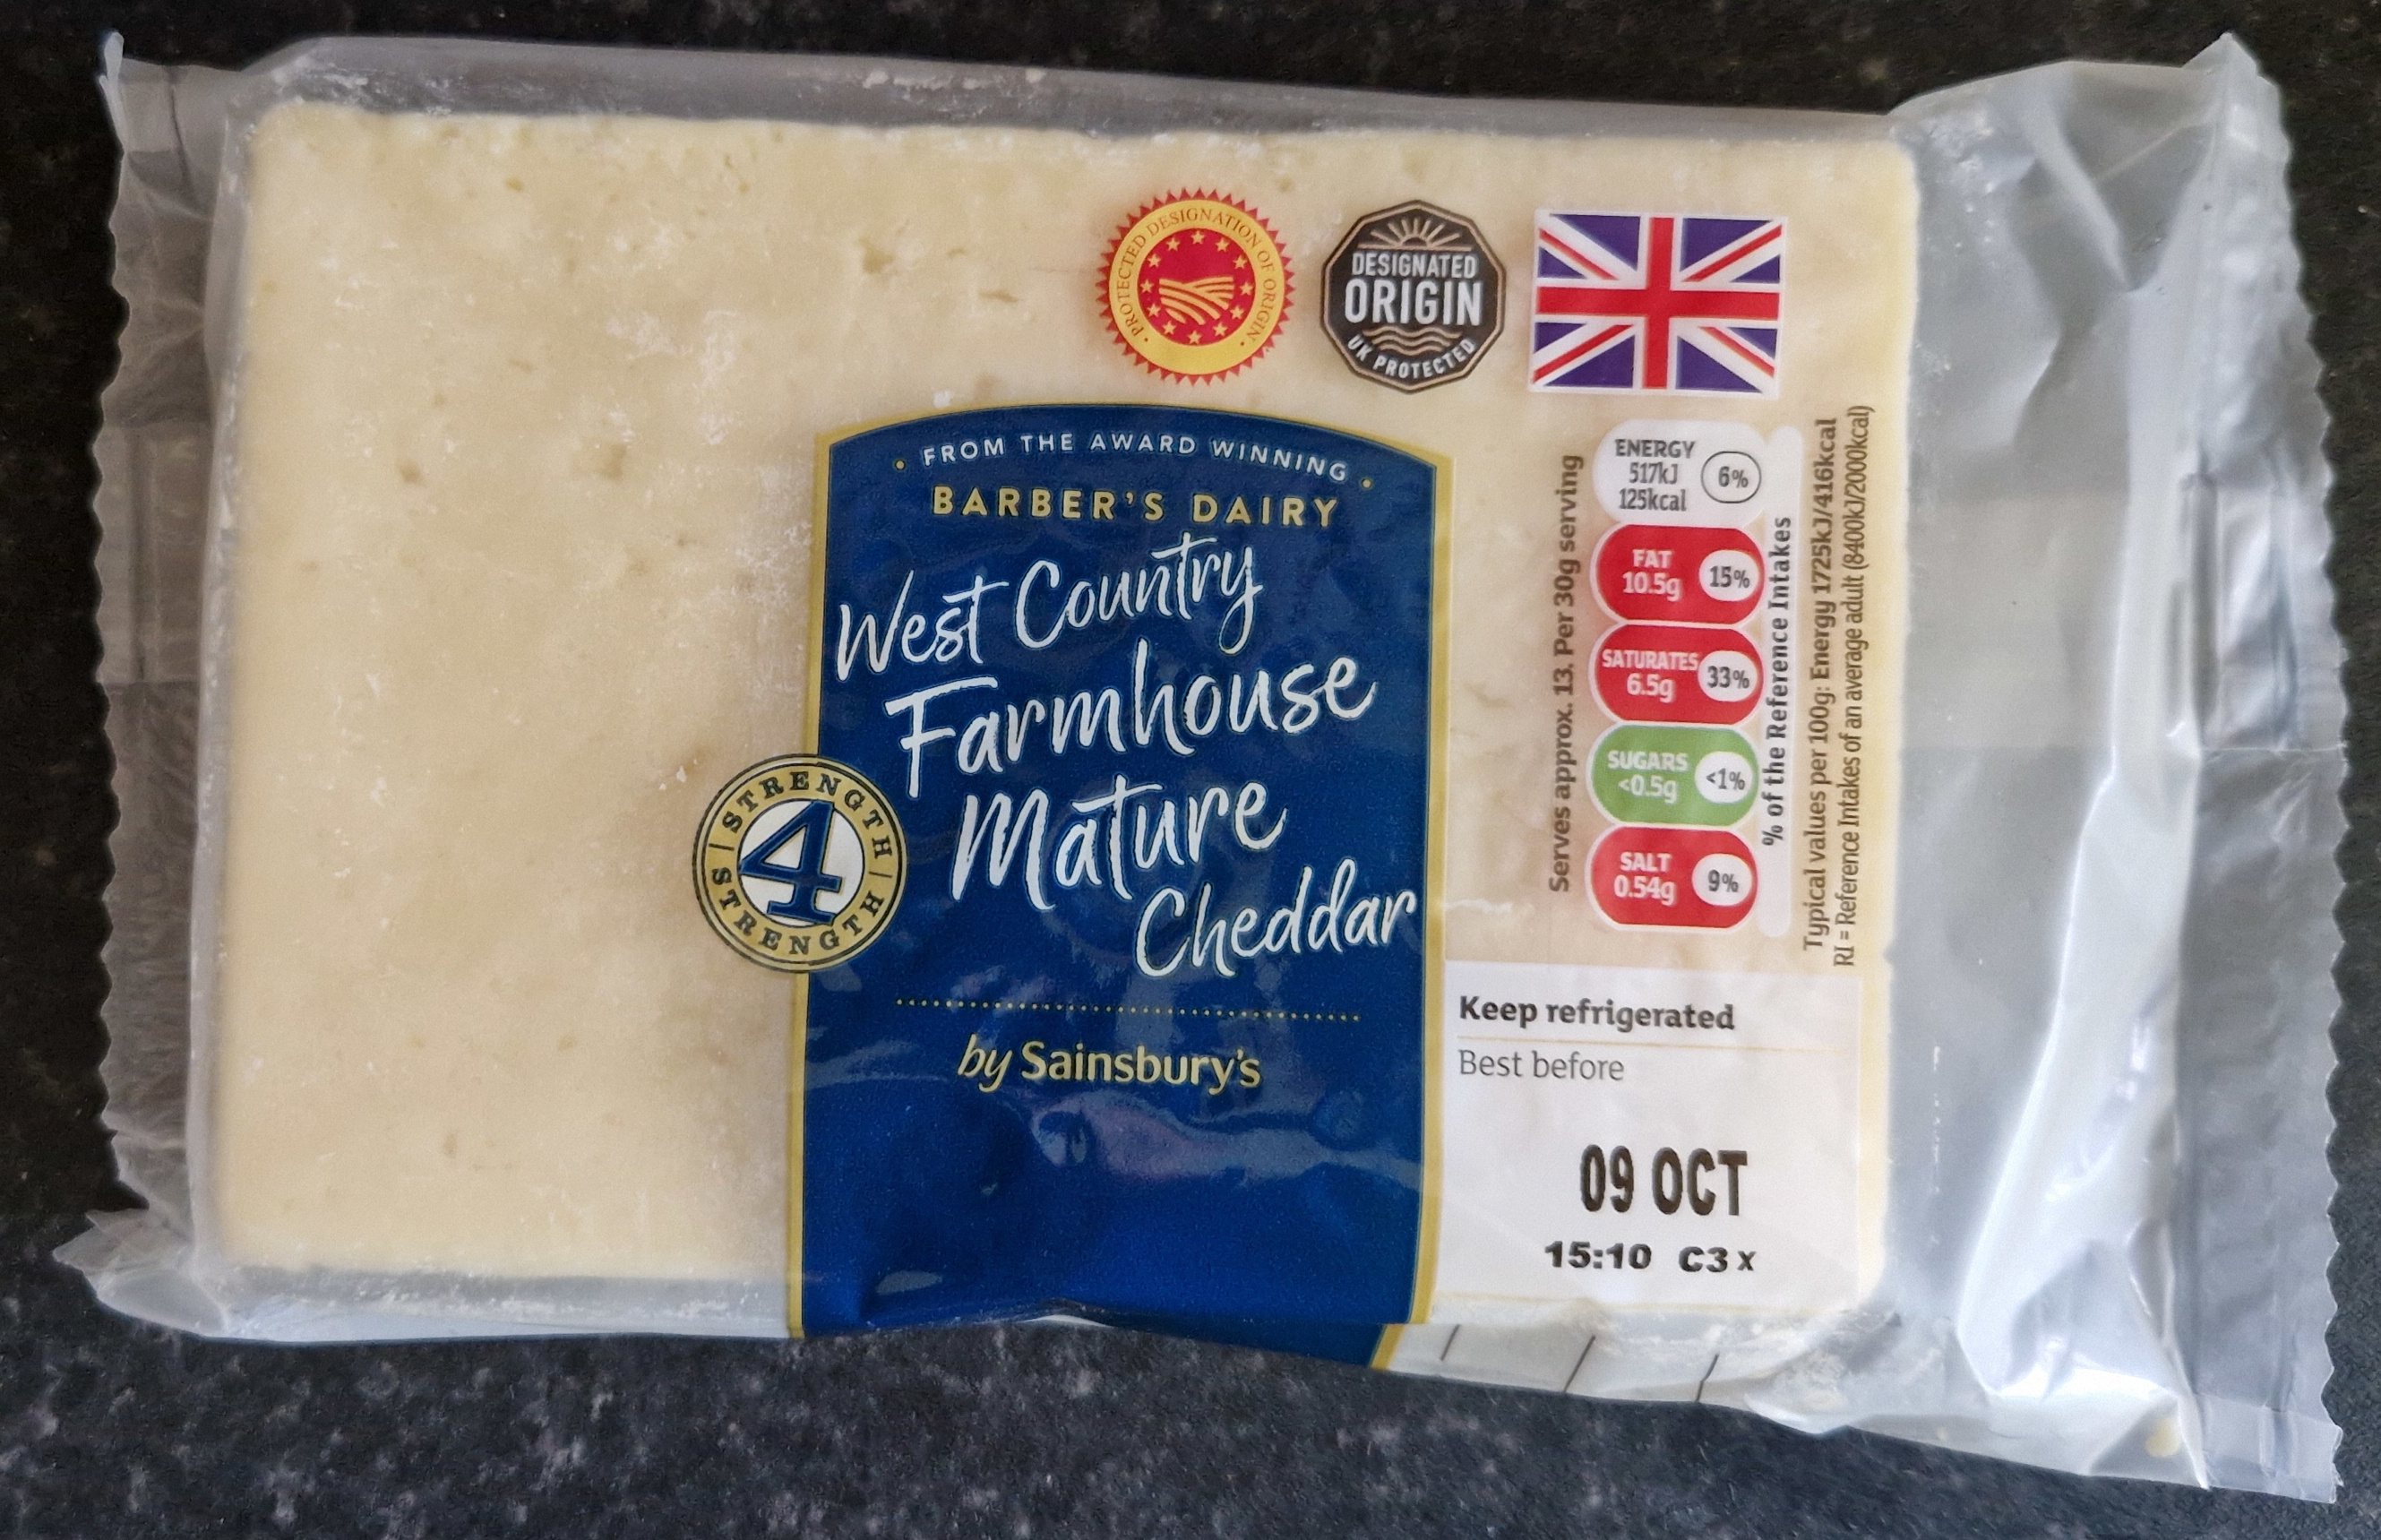 PROTECTED DESIGNATION OF ORIGIN
DESIGNATED
ORIGIN
UK PROTECTED
FROM THE AWARD WINNING
BARBER'S DAIRY
West Country
Farmhouse
Mature
Cheddar
by Sainsbury's
STRENGTH
4
STRENGTH
Serves approx. 13. Per 30g serving
ENERGY
517kJ
125kcal
6%
FAT
10.5g
15%
SATURATES
6.5g
33%
SUGARS
<0.5g
<1%
SALT
0.54g
9%
% of the Reference Intakes
Typical values per 100g: Energy 1725kJ/416kcal
RI = Reference Intakes of an average adult (8400kJ/2000kcal)
Keep refrigerated
Best before
09 OCT
15:10 C3 x